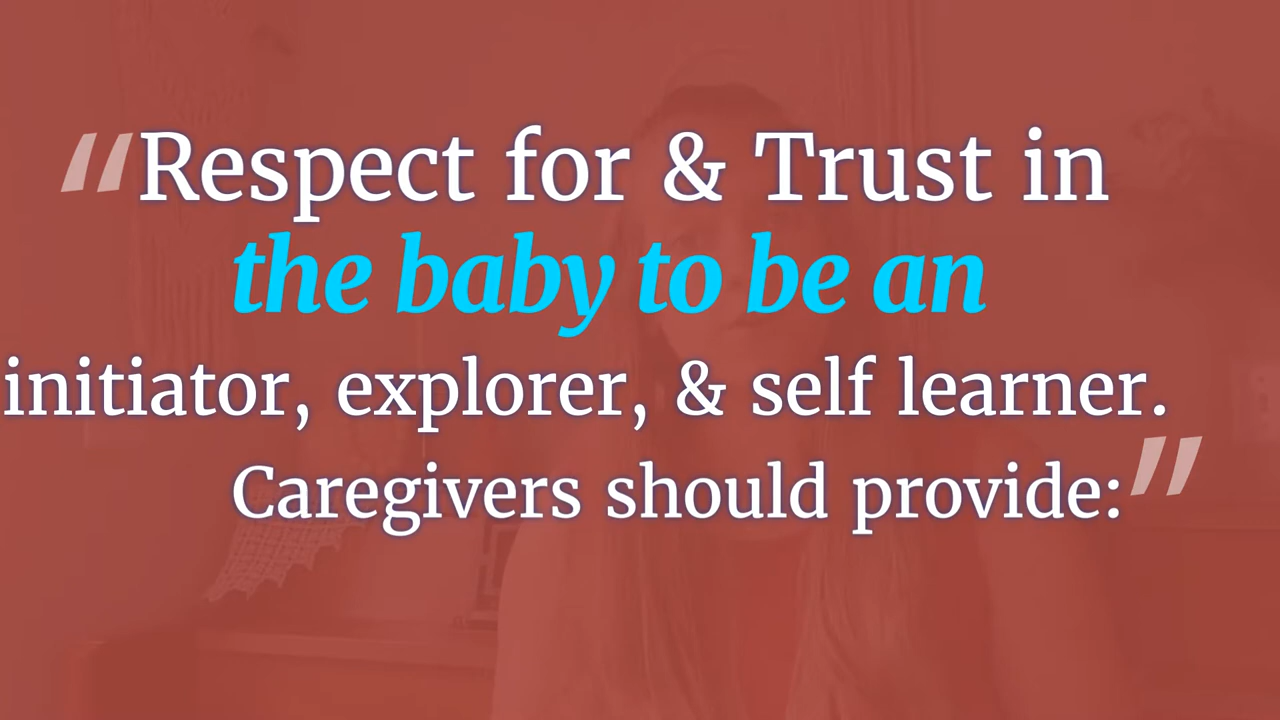 “Respect for & Trust in
the baby to be an
initiator, explorer, & self learner.
Caregivers should provide:”